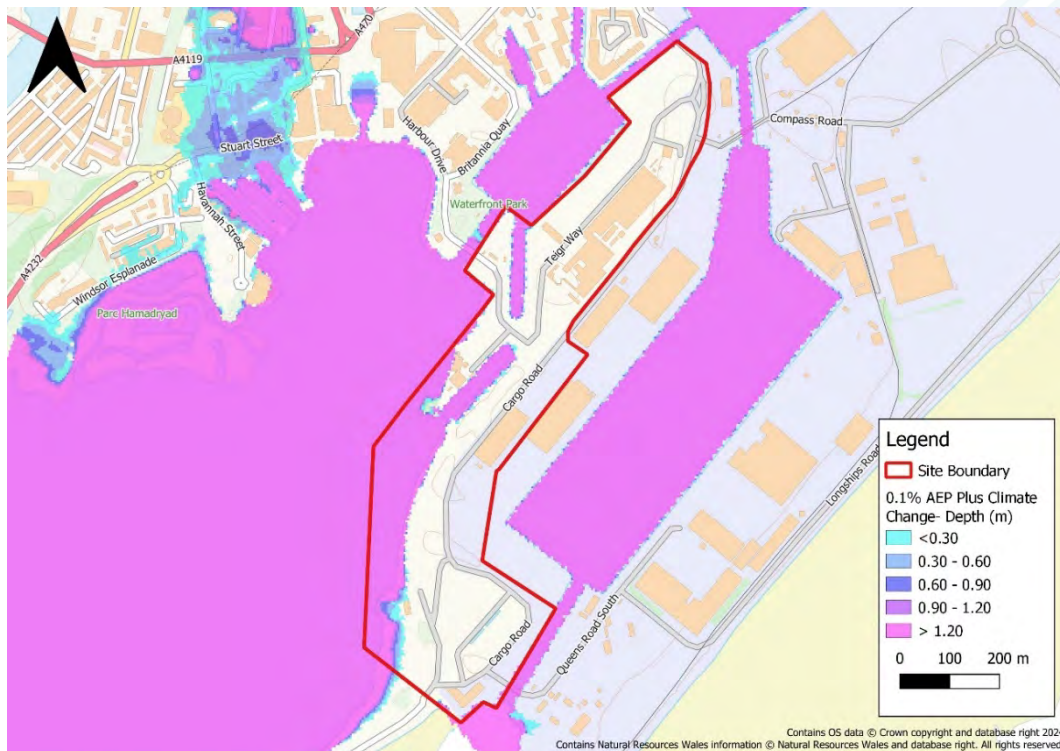 A4119
A470
Stuart Street
Harbour Drive
Britannia Quay
Compass Road
Havannah Street
Waterfront Park
Teigr Way
A4232
Windsor Esplanade
Parc Hamadryad
Cargo Road
Longships Road
Cargo Road
Queens Road South
Legend
Site Boundary
0.1% AEP Plus Climate
Change- Depth (m)
<0.30
0.30 - 0.60
0.60 - 0.90
0.90 - 1.20
> 1.20
0 100 200 m
Contains OS data © Crown copyright and database right 202
Contains Natural Resources Wales information © Natural Resources Wales and database right. All rights rese